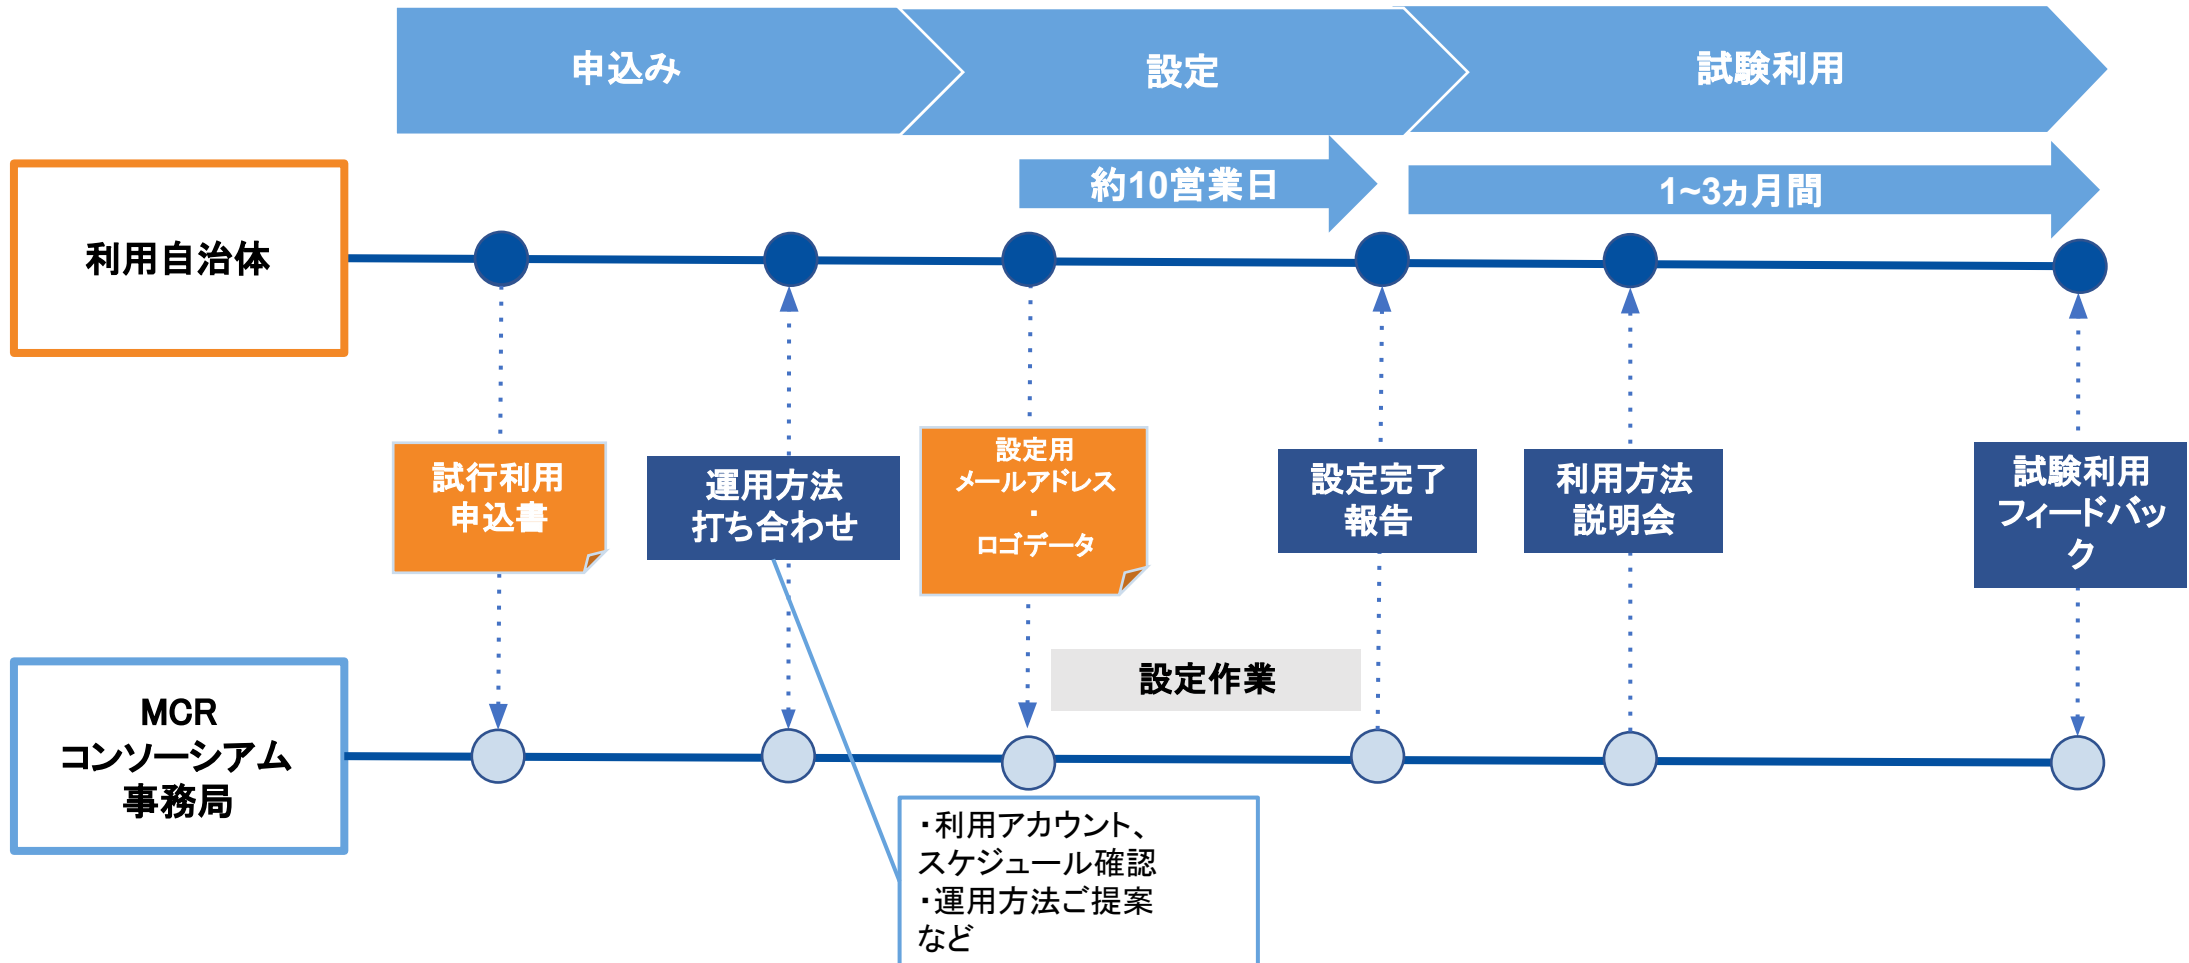 申込み
設定
試験利用
約10営業日
1~3ヵ月間
利用自治体
試行利用
申込書
運用方法
打ち合わせ
設定用
メールアドレス
・
ロゴデータ
設定完了
報告
利用方法
説明会
試験利用
フィードバッ
ク
設定作業
MCR
コンソーシアム
事務局
・利用アカウント、
スケジュール確認
・運用方法ご提案
など